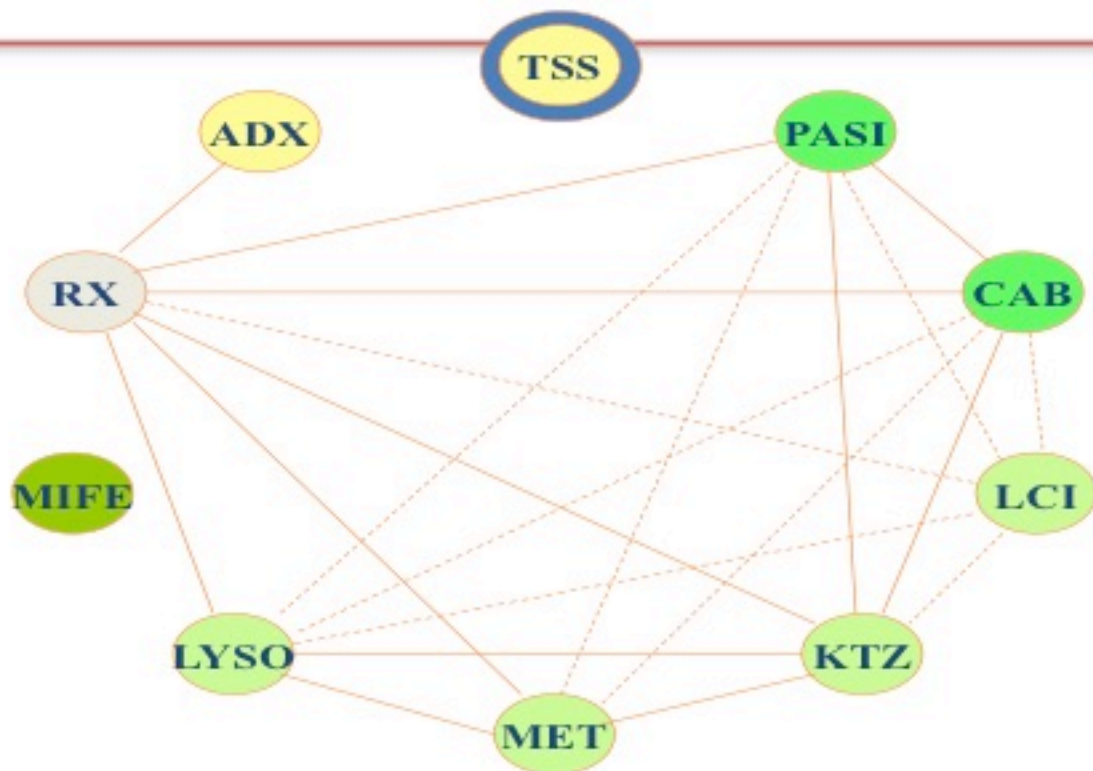 TSS
ADX
PASI
RX
CAB
MIFE
LCI
LYSO
KTZ
MET